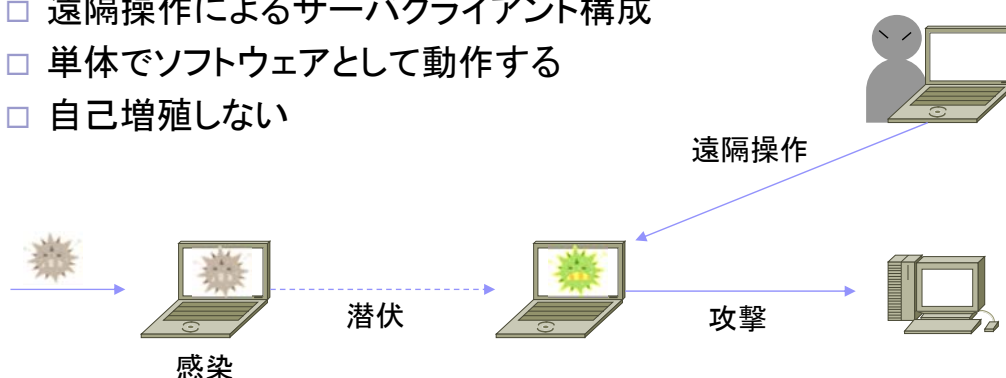 遠隔操作によるサーバクライアント構成
単体でソフトウェアとして動作する
自己増殖しない
遠隔操作
潜伏
攻撃
感染